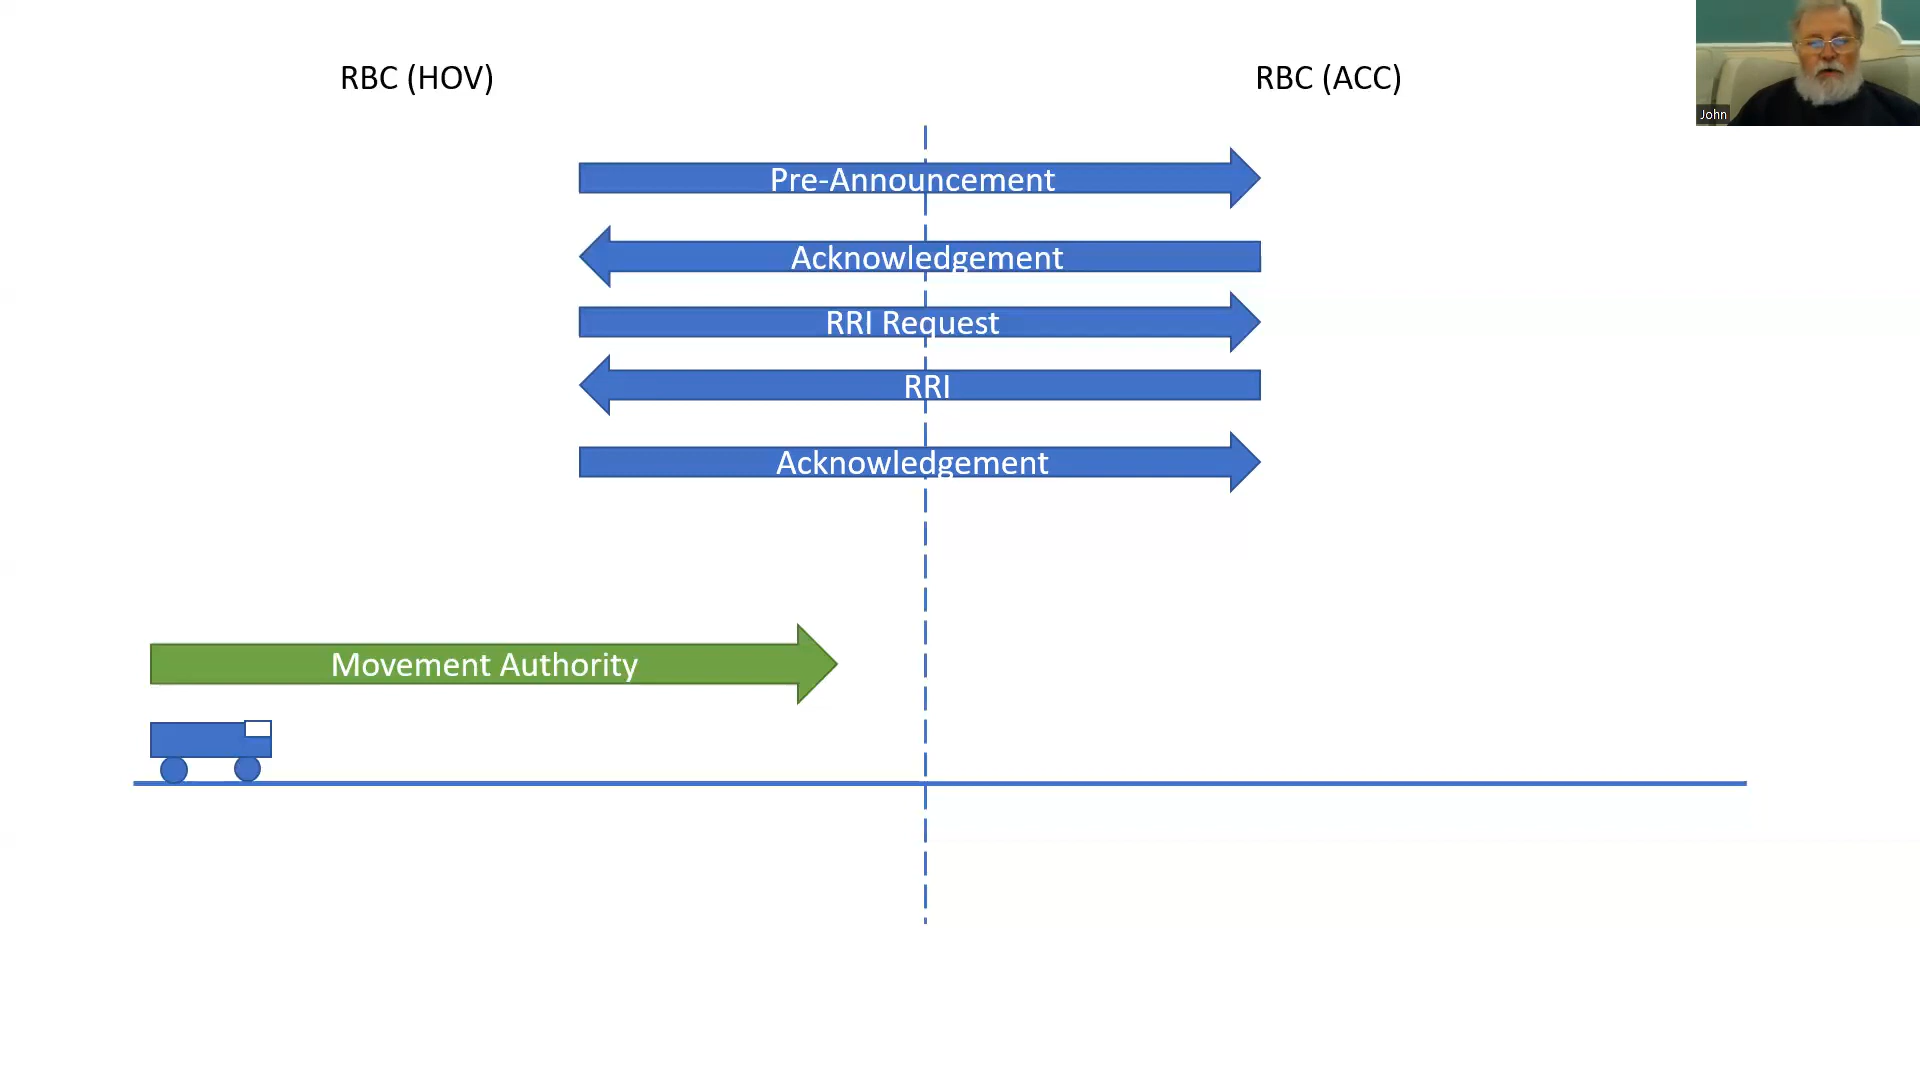 RBC (HOV)
RBC (ACC)
John
Pre-Announcement
Acknowledgement
RRI Request
RRI
Acknowledgement
Movement Authority